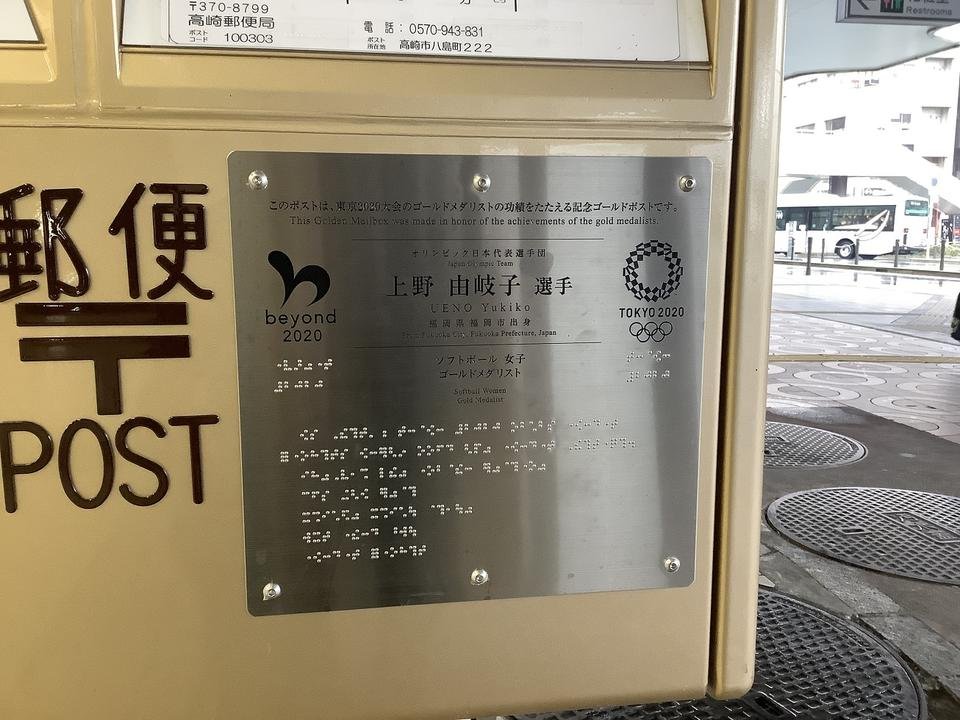 〒370-8799
高崎郵便局
ポストコード 100303
電話：0570-943-831
ポスト所在地 高崎市八島町222
Restrooms
郵便
〒
POST
このポストは、東京2020大会のゴールドメダリストの功績をたたえる記念ゴールドポストです。
This Golden Mailbox was made in honor of the achievements of the gold medalists.
オリンピック日本代表選手団
Japan Olympic Team
上野 由岐子 選手
UENO Yukiko
福岡県福岡市出身
From Fukuoka City, Fukuoka Prefecture, Japan
beyond
2020
TOKYO 2020
ソフトボール 女子
ゴールドメダリスト
Softball Women
Gold Medalist